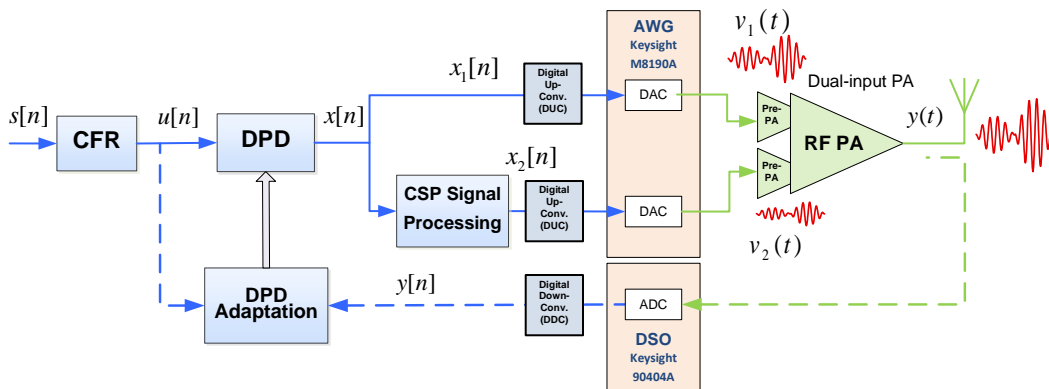 s[n]
CFR
u[n]
DPD
x[n]
x₁[n]
Digital
Up-
Conv.
(DUC)
AWG
Keysight
M8190A
DAC
v₁(t)
Dual-input PA
Pre-
PA
RF PA
y(t)
CSP Signal
Processing
x₂[n]
Digital
Up-
Conv.
(DUC)
DAC
Pre-
PA
v₂(t)
DPD
Adaptation
y[n]
Digital
Down-
Conv.
(DDC)
ADC
DSO
Keysight
90404A